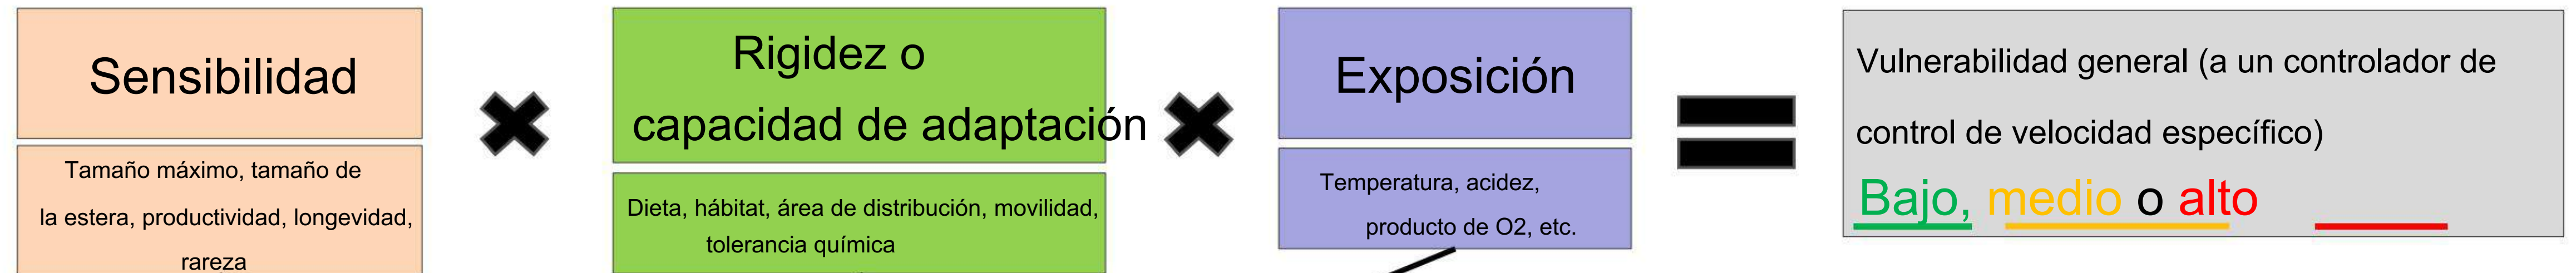 Sensibilidad
Tamaño máximo, tamaño de
la estera, productividad, longevidad,
rareza
Rigidez o
capacidad de adaptación
Dieta, hábitat, área de distribución, movilidad,
tolerancia química
Exposición
Temperatura, acidez,
producto de O2, etc.
Vulnerabilidad general (a un controlador de
control de velocidad específico)
Bajo, medio o alto